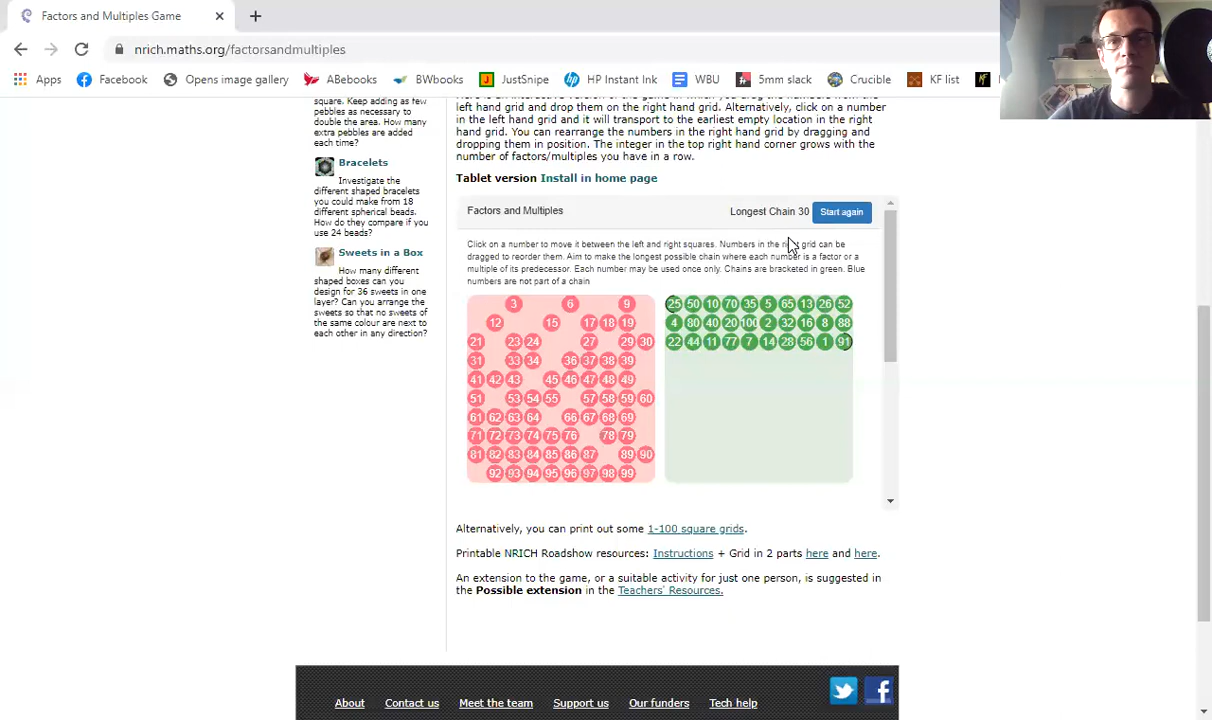 Factors and Multiples Game
nrich.maths.org/factorsandmultiples
Apps Facebook Opens image gallery ABebooks BWbooks JustSnipe HP Instant Ink WBU 5mm slack Crucible KF list
square. Keep adding as few
pebbles as necessary to
double the area. How many
extra pebbles are added
each time?
Bracelets
Investigate the
different shaped bracelets
you could make from 18
different spherical beads.
How do they compare if you
use 24 beads?
Sweets in a Box
How many different
shaped boxes can you
design for 36 sweets in one
layer? Can you arrange the
sweets so that no sweets of
the same colour are next to
each other in any direction?
left hand grid and drop them on the right hand grid. Alternatively, click on a number
in the left hand grid and it will transport to the earliest empty location in the right
hand grid. You can rearrange the numbers in the right hand grid by dragging and
dropping them in position. The integer in the top right hand corner grows with the
number of factors/multiples you have in a row.
Tablet version Install in home page
Factors and Multiples Longest Chain 30 Start again
Click on a number to move it between the left and right squares. Numbers in the right grid can be
dragged to reorder them. Aim to make the longest possible chain where each number is a factor or a
multiple of its predecessor. Each number may be used once only. Chains are bracketed in green. Blue
numbers are not part of a chain
3 6 9
12 15 17 18 19
21 23 24 27 29 30
31 33 34 36 37 38 39
41 42 43 45 46 47 48 49
51 53 54 55 57 58 59 60
61 62 63 64 66 67 68 69
71 72 73 74 75 76 78 79
81 82 83 84 85 86 87 89 90
92 93 94 95 96 97 98 99
(25 50 10 70 35 5 65 13 26 52
4 80 40 20 100 2 32 16 8 88
22 44 11 77 7 14 28 56 1 91)
Alternatively, you can print out some 1-100 square grids.
Printable NRICH Roadshow resources: Instructions + Grid in 2 parts here and here.
An extension to the game, or a suitable activity for just one person, is suggested in
the Possible extension in the Teachers' Resources.
About Contact us Meet the team Support us Our funders Tech help